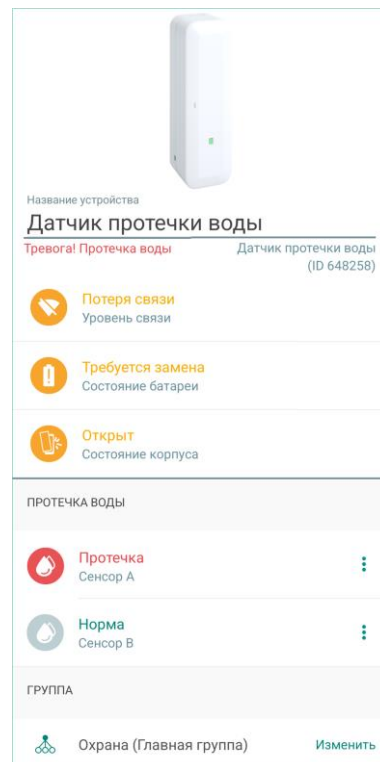 Название устройства
Датчик протечки воды
Тревога! Протечка воды
Датчик протечки воды
(ID 648258)
Потеря связи
Уровень связи
Требуется замена
Состояние батареи
Открыт
Состояние корпуса
ПРОТЕЧКА ВОДЫ
Протечка
Сенсор A
Норма
Сенсор B
ГРУППА
Охрана (Главная группа)
Изменить